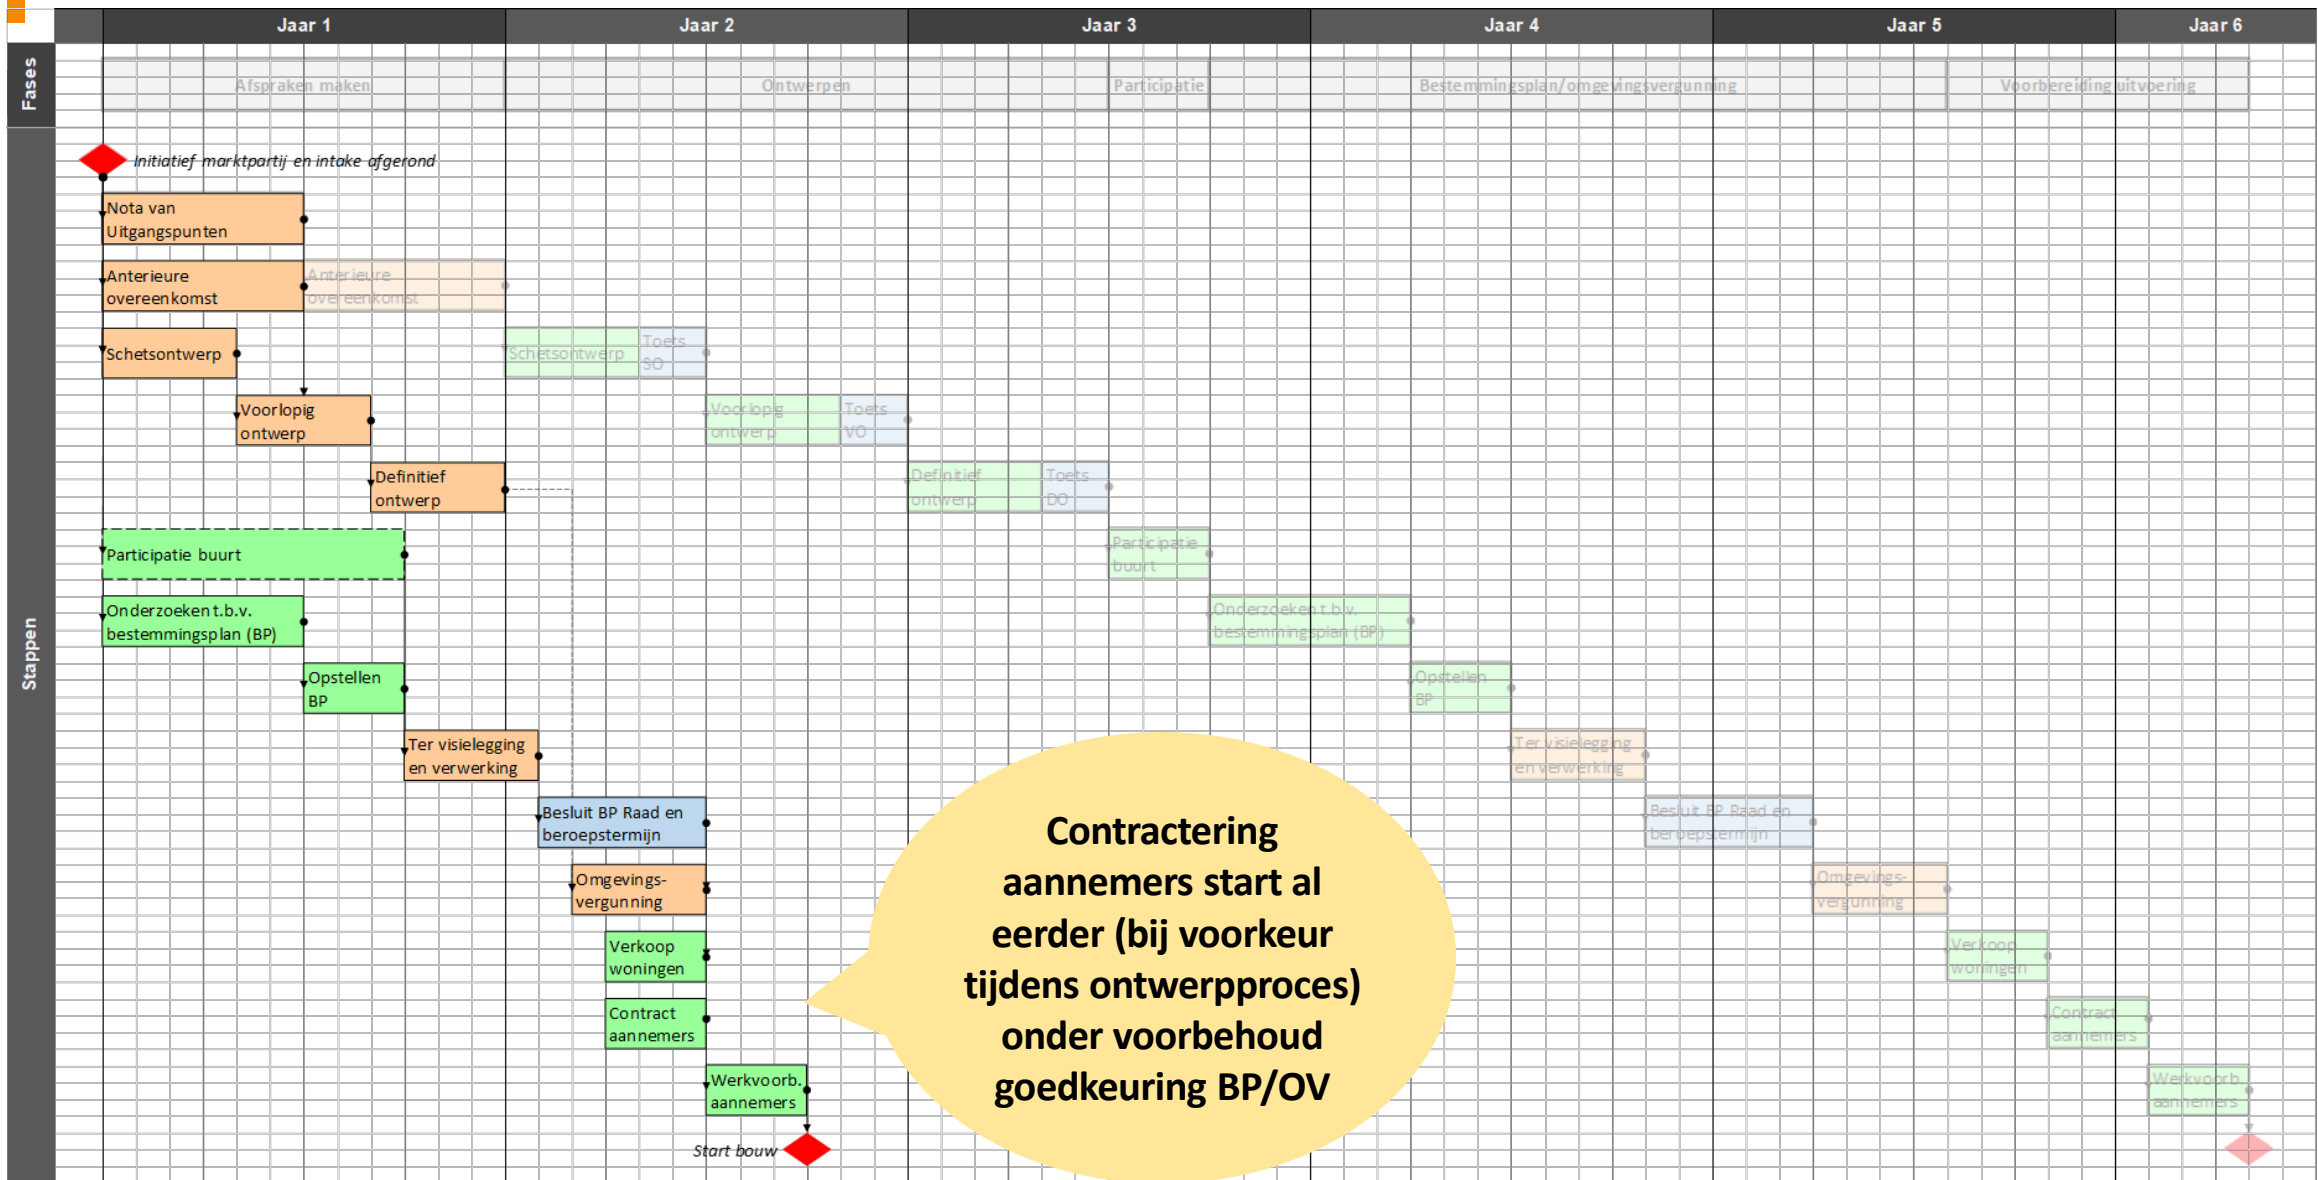 Jaar 1 Jaar 2 Jaar 3 Jaar 4 Jaar 5 Jaar 6
Fases
Afspraken maken Ontwerpen Participatie Bestemmingsplan/omgevingsvergunning Voorbereiding uitvoering
Stappen
Initiatief marktpartij en intake afgerond
Nota van
Uitgangspunten
Anterieure
overeenkomst
Anterieure
overeenkomst
Schetsontwerp
Schetsontwerp
Toets
SO
Voorlopig
ontwerp
Voorlopig
ontwerp
Toets
VO
Definitief
ontwerp
Definitief
ontwerp
Toets
DO
Participatie buurt
Participatie
buurt
Onderzoeken t.b.v.
bestemmingsplan (BP)
Onderzoeken t.b.v.
bestemmingsplan (BP)
Opstellen
BP
Opstellen
BP
Ter visielegging
en verwerking
Ter visielegging
en verwerking
Besluit BP Raad en
beroepstermijn
Besluit BP Raad en
beroepstermijn
Omgevings-
vergunning
Omgevings-
vergunning
Verkoop
woningen
Verkoop
woningen
Contract
aannemers
Contract
aannemers
Werkvoorb.
aannemers
Werkvoorb.
aannemers
Start bouw
Contractering
aannemers start al
eerder (bij voorkeur
tijdens ontwerpproces)
onder voorbehoud
goedkeuring BP/OV